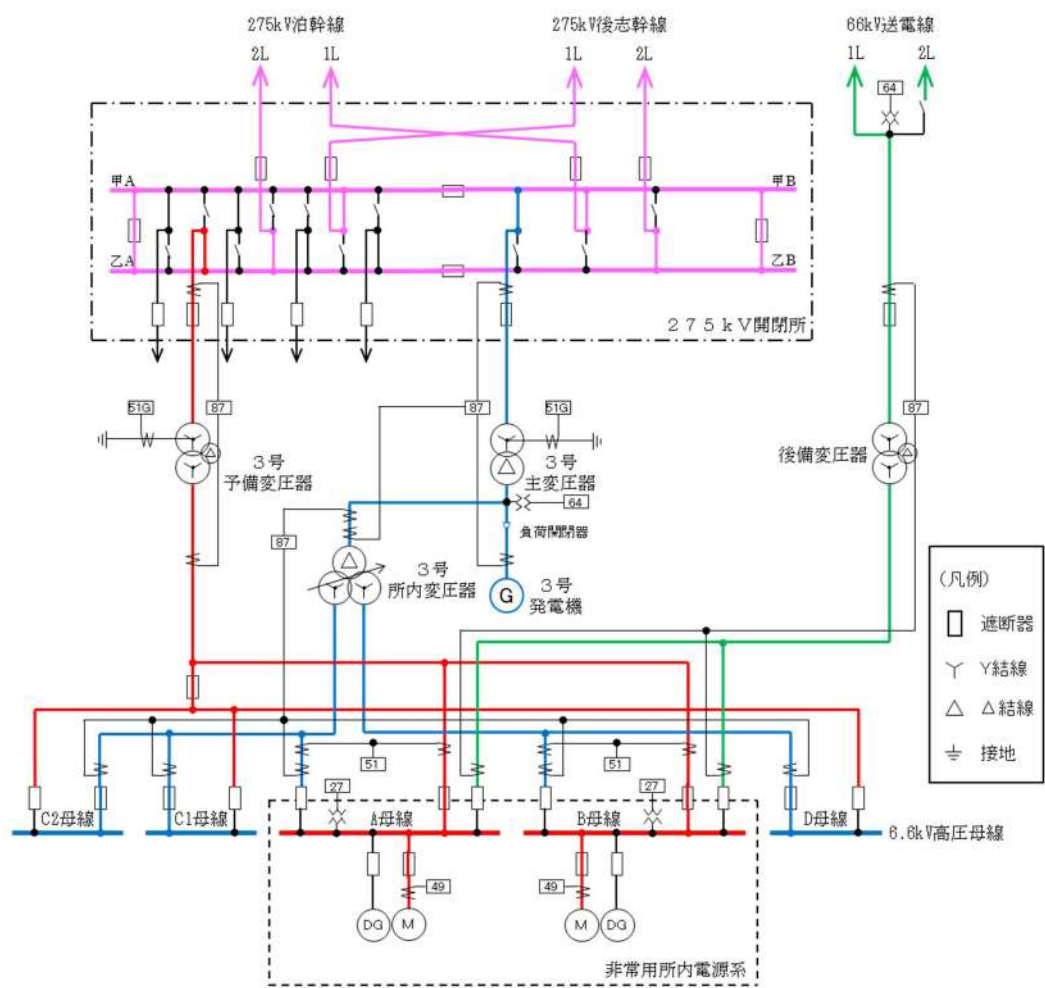 275kV泊幹線
275kV後志幹線
66kV送電線
2L
1L
1L
2L
1L
2L
64
甲A
甲B
乙A
乙B
275kV開閉所
51G
87
87
51G
87
3号
予備変圧器
3号
主変圧器
後備変圧器
64
負荷開閉器
87
3号
所内変圧器
G
3号
発電機
(凡例)
遮断器
Y結線
△結線
接地
51
51
27
27
C2母線
C1母線
A母線
B母線
D母線
6.6kV高圧母線
49
49
DG
M
M
DG
非常用所内電源系